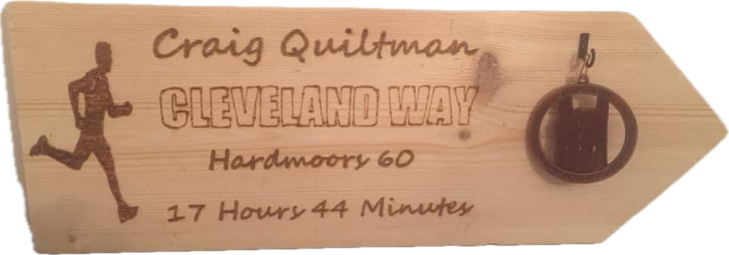 Craig Quiltman
CLEVELAND WAY
Hardmoors 60
17 Hours 44 Minutes